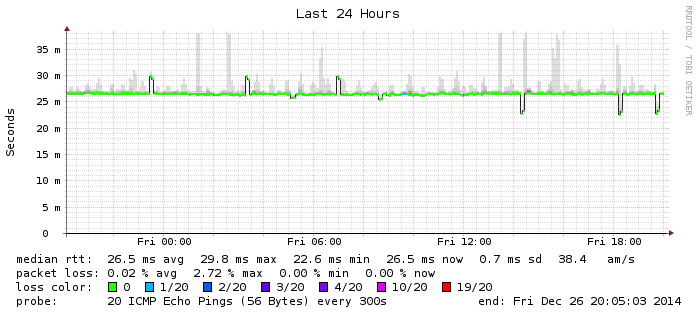 Last 24 Hours
RRDTOOL / TOBI OETIKER
Seconds
35 m
30 m
25 m
20 m
15 m
10 m
5 m
0
Fri 00:00 Fri 06:00 Fri 12:00 Fri 18:00
median rtt: 26.5 ms avg 29.8 ms max 22.6 ms min 26.5 ms now 0.7 ms sd 38.4 am/s
packet loss: 0.02 % avg 2.72 % max 0.00 % min 0.00 % now
loss color: 0 1/20 2/20 3/20 4/20 10/20 19/20
probe: 20 ICMP Echo Pings (56 Bytes) every 300s end: Fri Dec 26 20:05:03 2014